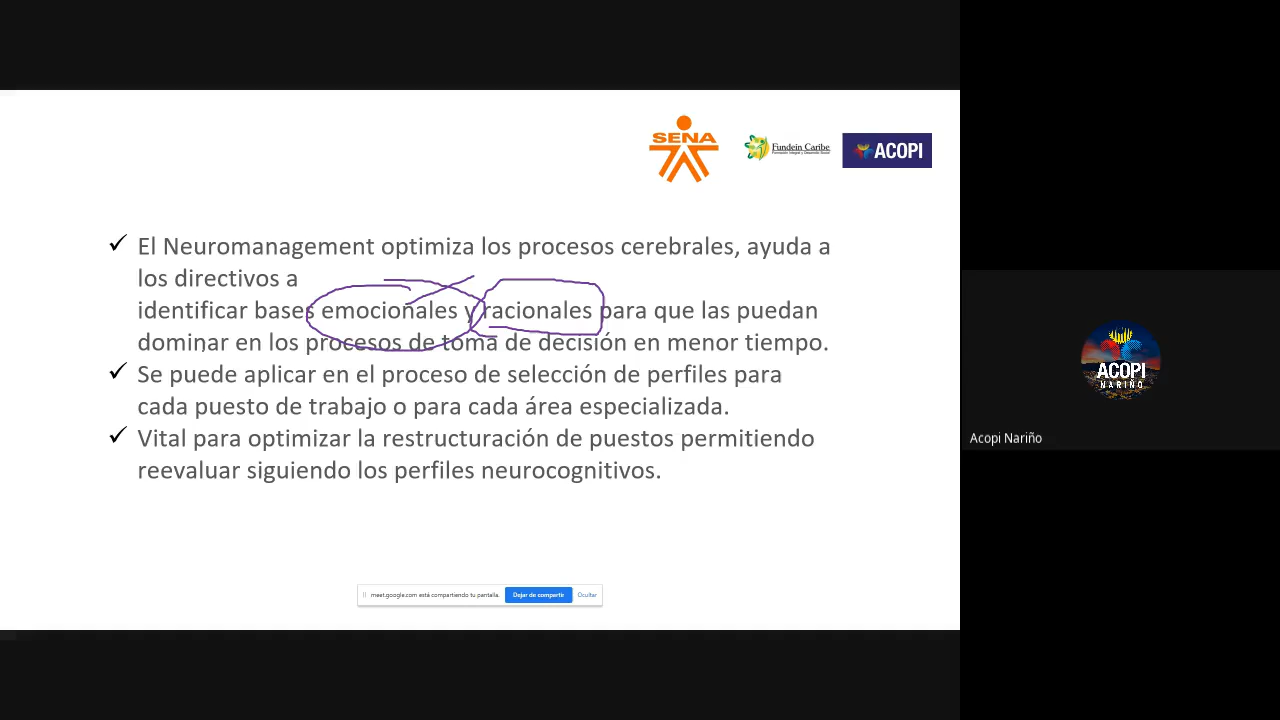 SENA
Fundein Caribe
ACOPI
El Neuromanagement optimiza los procesos cerebrales, ayuda a
los directivos a
identificar bases emocionales y racionales para que las puedan
dominar en los procesos de toma de decisión en menor tiempo.
Se puede aplicar en el proceso de selección de perfiles para
cada puesto de trabajo o para cada área especializada.
Vital para optimizar la restructuración de puestos permitiendo
reevaluar siguiendo los perfiles neurocognitivos.
meet.google.com está compartiendo tu pantalla.
Dejar de compartir
Ocultar
ACOPI
NARIÑO
Acopi Nariño